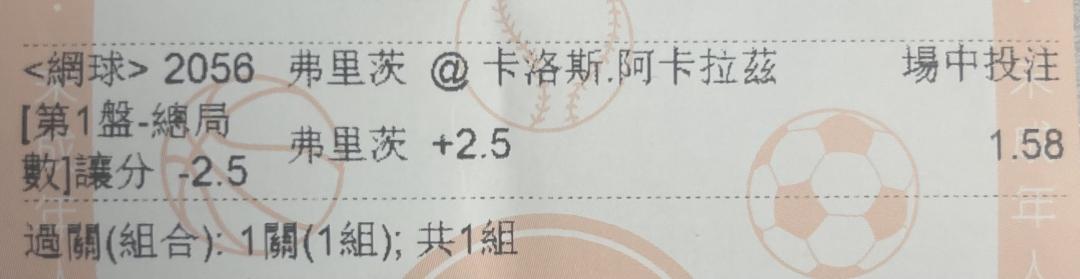 <網球> 2056 弗里茨 @ 卡洛斯.阿卡拉茲 場中投注
[第1盤-總局
數]讓分 -2.5 弗里茨 +2.5 1.58
過關(組合): 1關(1組); 共1組